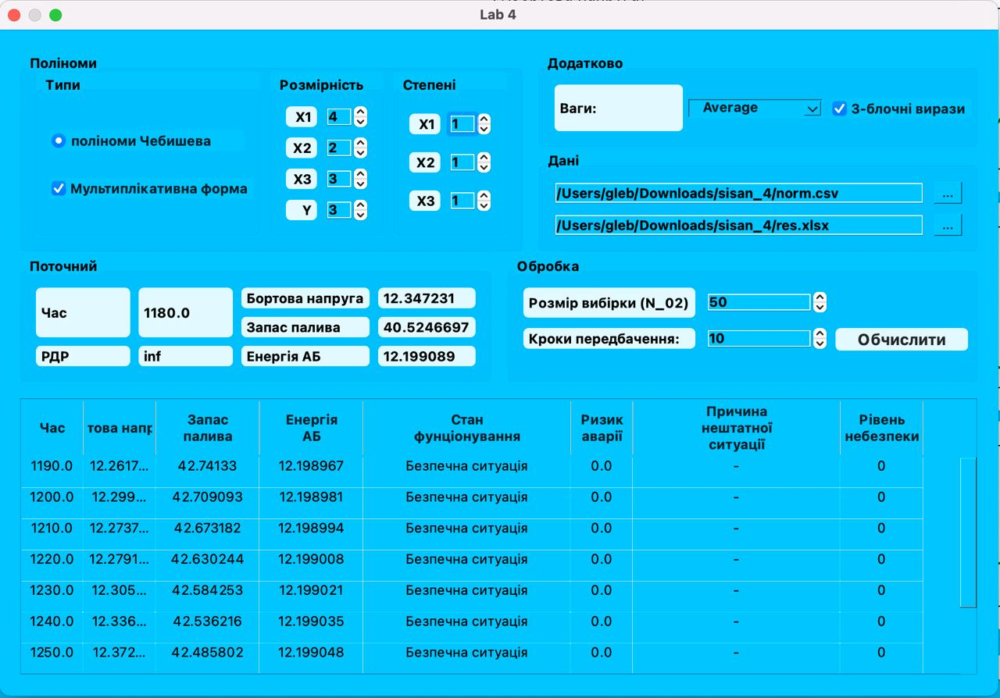 Lab 4
Поліноми
Типи
поліноми Чебишева
Мультиплікативна форма
Розмірність
X1 4
X2 2
X3 3
Y 3
Степені
X1 1
X2 1
X3 1
Додатково
Ваги:
Average
3-блочні вирази
Дані
/Users/gleb/Downloads/sisan_4/norm.csv
...
/Users/gleb/Downloads/sisan_4/res.xlsx
...
Поточний
Час 1180.0
РДР inf
Бортова напруга 12.347231
Запас палива 40.5246697
Енергія АБ 12.199089
Обробка
Розмір вибірки (N_02) 50
Кроки передбачення: 10
Обчислити
Час
това напр
Запас
палива
Енергія
АБ
Стан
фунціонування
Ризик
аварії
Причина
нештатної
ситуації
Рівень
небезпеки
1190.0 12.2617... 42.74133 12.198967 Безпечна ситуація 0.0 - 0
1200.0 12.299... 42.709093 12.198981 Безпечна ситуація 0.0 - 0
1210.0 12.2737... 42.673182 12.198994 Безпечна ситуація 0.0 - 0
1220.0 12.2791... 42.630244 12.199008 Безпечна ситуація 0.0 - 0
1230.0 12.305... 42.584253 12.199021 Безпечна ситуація 0.0 - 0
1240.0 12.336... 42.536216 12.199035 Безпечна ситуація 0.0 - 0
1250.0 12.372... 42.485802 12.199048 Безпечна ситуація 0.0 - 0